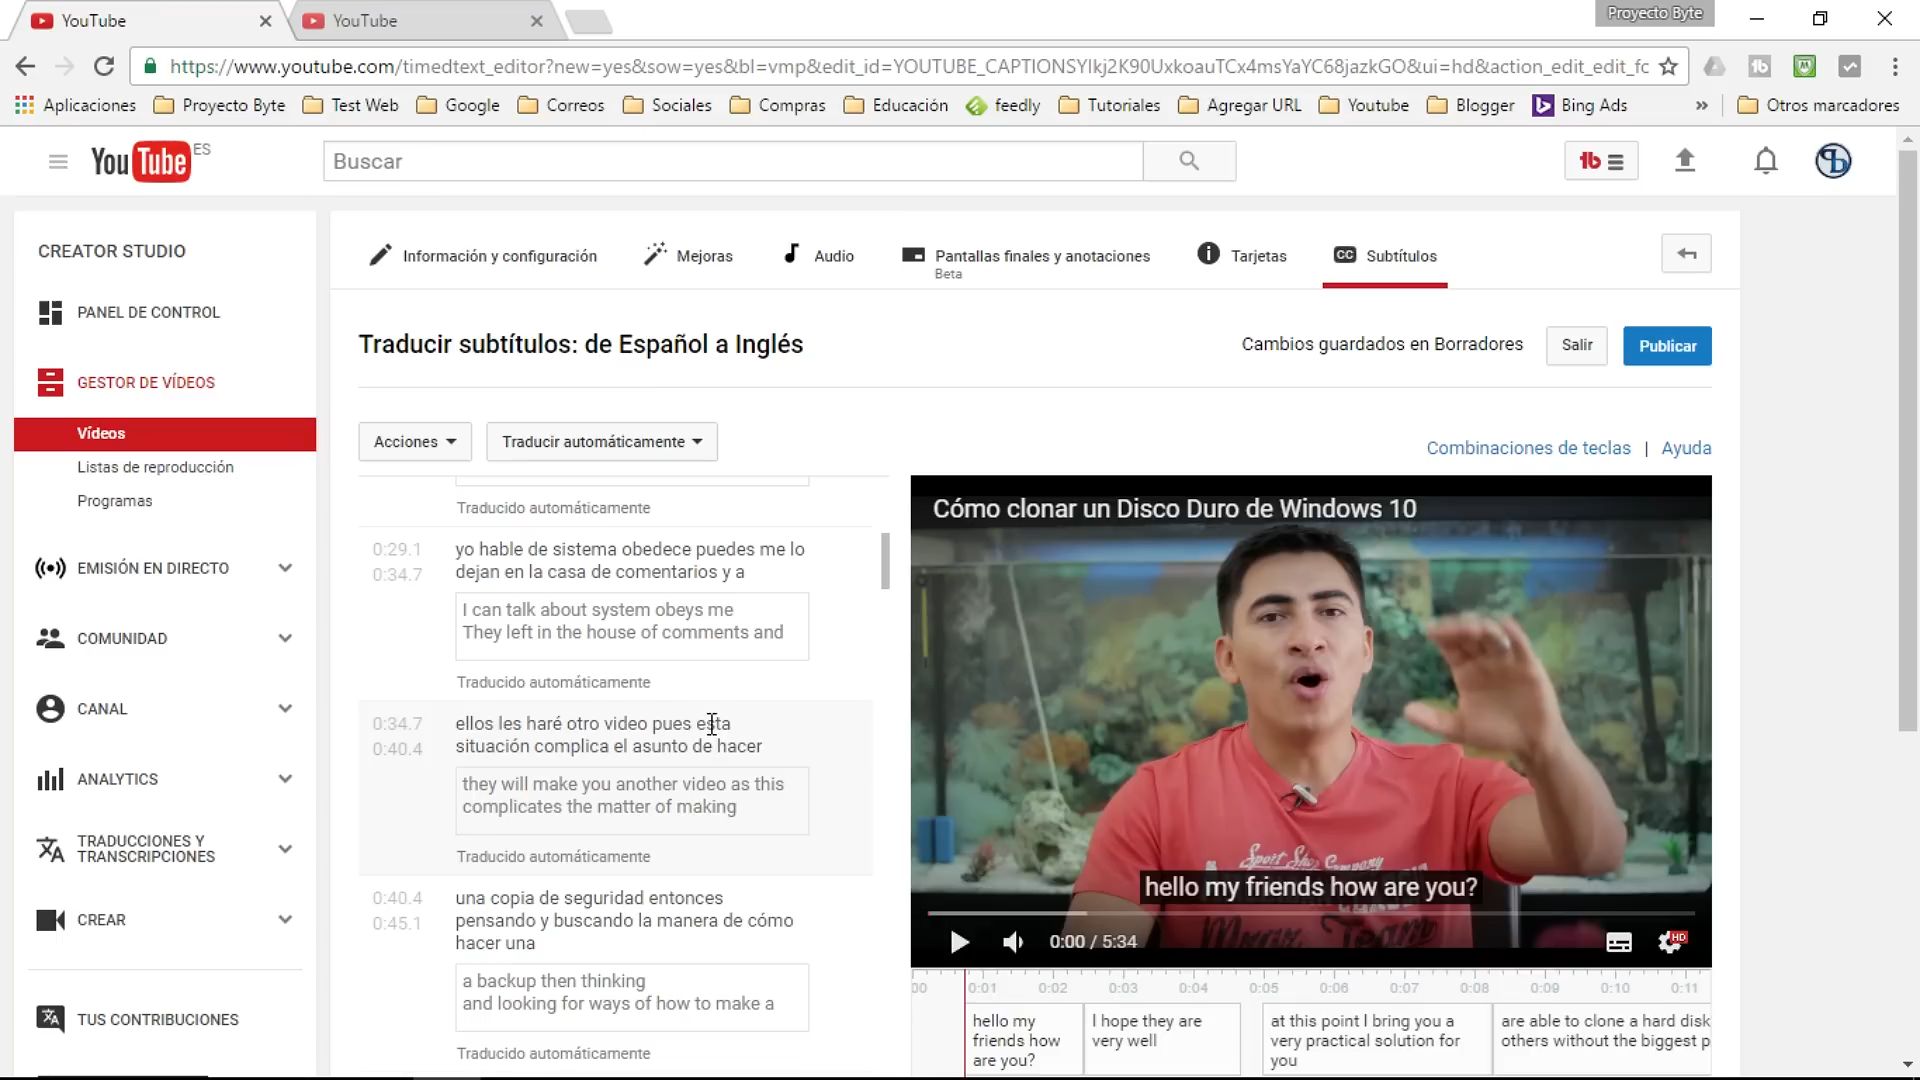 YouTube
YouTube
Proyecto Byte
https://www.youtube.com/timedtext_editor?new=yes&sow=yes&bl=vmp&edit_id=YOUTUBE_CAPTIONSYIkj2K90UxkoauTCx4msYaYC68jazkGO&ui=hd&action_edit_edit_fc
Aplicaciones
Proyecto Byte
Test Web
Google
Correos
Sociales
Compras
Educación
feedly
Tutoriales
Agregar URL
Youtube
Blogger
Bing Ads
»
Otros marcadores
YouTube ES
Buscar
CREATOR STUDIO
PANEL DE CONTROL
GESTOR DE VÍDEOS
Vídeos
Listas de reproducción
Programas
EMISIÓN EN DIRECTO
COMUNIDAD
CANAL
ANALYTICS
TRADUCCIONES Y
TRANSCRIPCIONES
CREAR
TUS CONTRIBUCIONES
Información y configuración
Mejoras
Audio
Pantallas finales y anotaciones
Beta
Tarjetas
CC Subtítulos
Traducir subtítulos: de Español a Inglés
Cambios guardados en Borradores
Salir
Publicar
Acciones
Traducir automáticamente
Combinaciones de teclas | Ayuda
Traducido automáticamente
0:29.1 yo hable de sistema obedece puedes me lo
0:34.7 dejan en la casa de comentarios y a
I can talk about system obeys me
They left in the house of comments and
Traducido automáticamente
0:34.7 ellos les haré otro video pues esta
0:40.4 situación complica el asunto de hacer
they will make you another video as this
complicates the matter of making
Traducido automáticamente
0:40.4 una copia de seguridad entonces
0:45.1 pensando y buscando la manera de cómo
hacer una
a backup then thinking
and looking for ways of how to make a
Traducido automáticamente
Cómo clonar un Disco Duro de Windows 10
Sport
Company
Team
hello my friends how are you?
0:00 / 5:34
HD
00 0:01 0:02 0:03 0:04 0:05 0:06 0:07 0:08 0:09 0:10 0:11
hello my
friends how
are you?
I hope they are
very well
at this point I bring you a
very practical solution for
you
are able to clone a hard disk
others without the biggest p